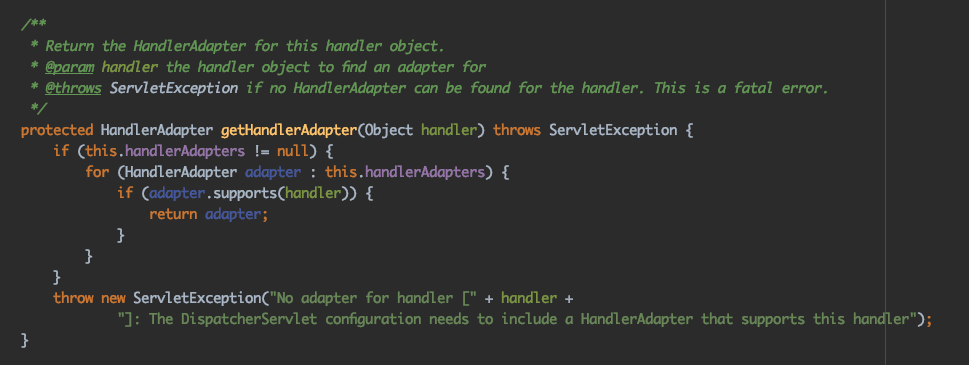 /**
 * Return the HandlerAdapter for this handler object.
 * @param handler the handler object to find an adapter for
 * @throws ServletException if no HandlerAdapter can be found for the handler. This is a fatal error.
 */
protected HandlerAdapter getHandlerAdapter(Object handler) throws ServletException {
    if (this.handlerAdapters != null) {
        for (HandlerAdapter adapter : this.handlerAdapters) {
            if (adapter.supports(handler)) {
                return adapter;
            }
        }
    }
    throw new ServletException("No adapter for handler [" + handler +
            "]: The DispatcherServlet configuration needs to include a HandlerAdapter that supports this handler");
}